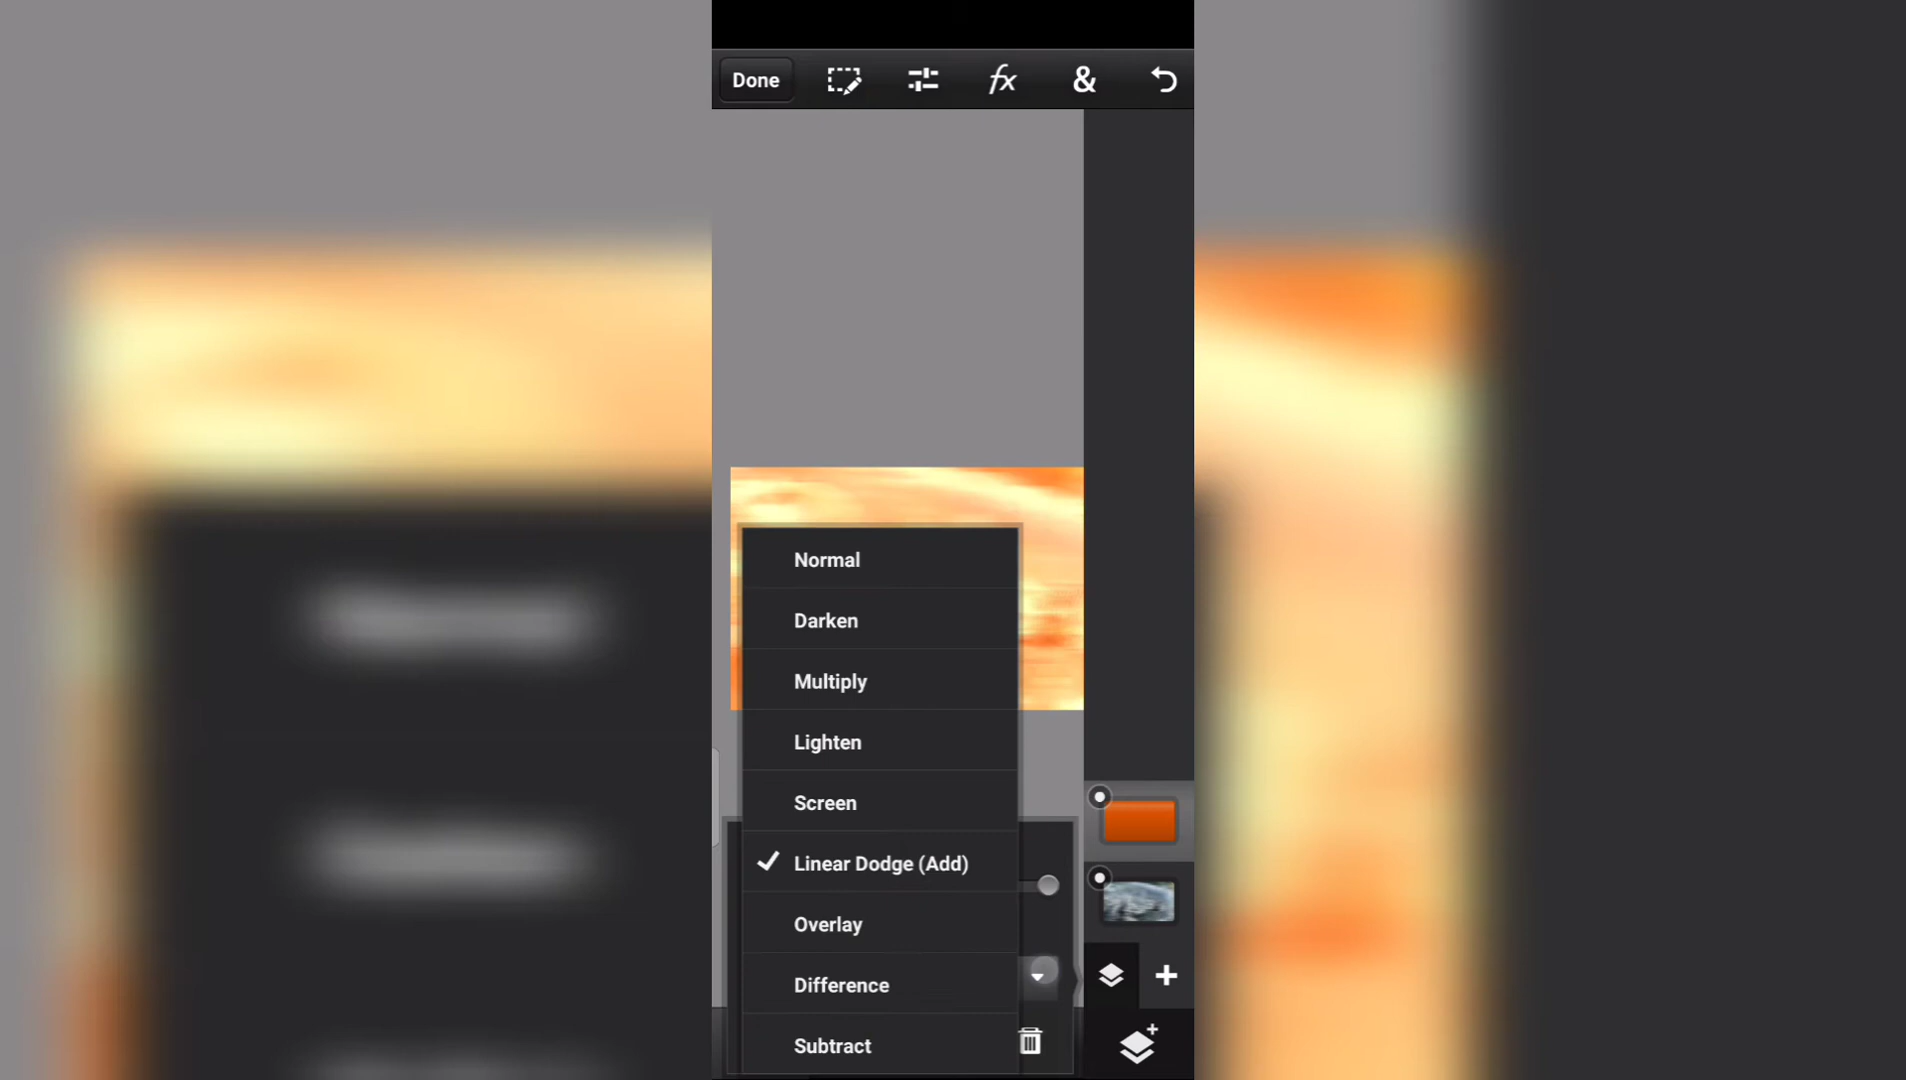 Done fx &
Normal
Darken
Multiply
Lighten
Screen
Linear Dodge (Add)
Overlay
Difference
Subtract